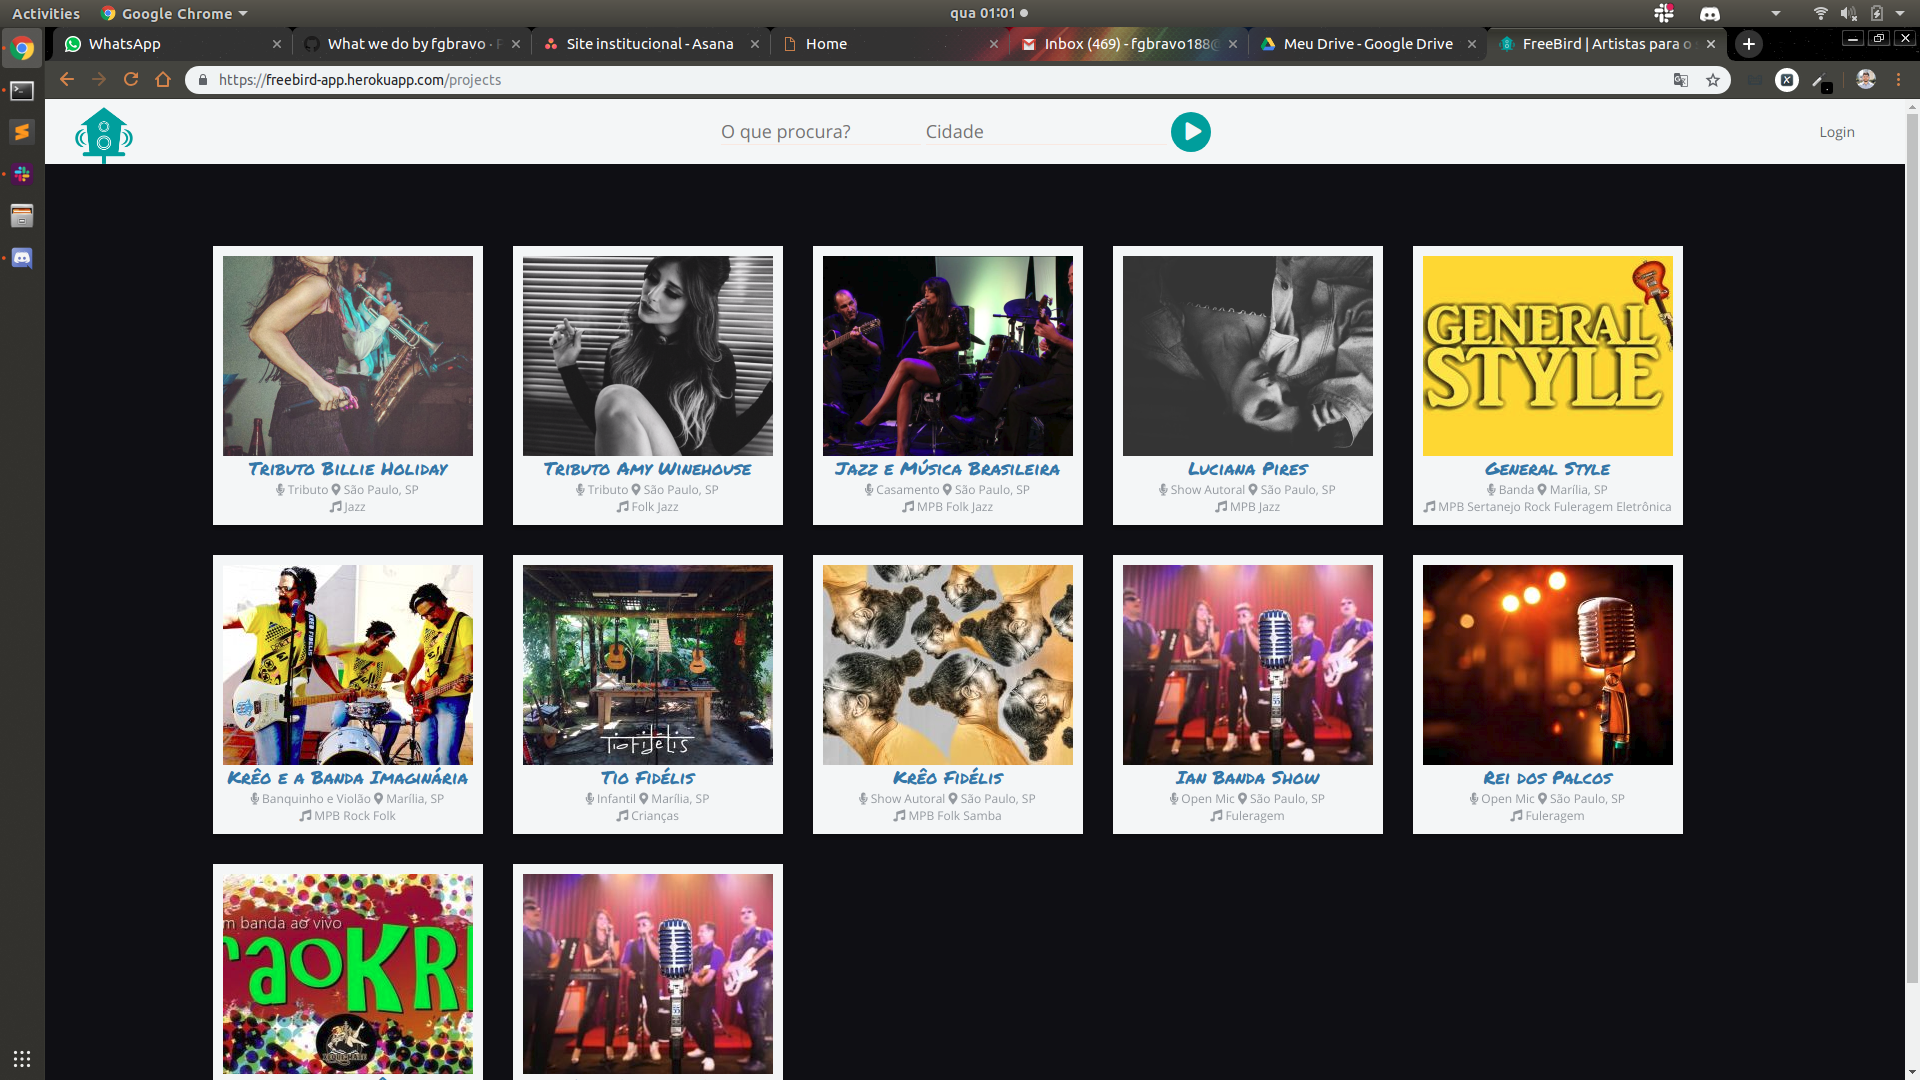 Activities Google Chrome qua 01:01
WhatsApp What we do by fgbravo · Site institucional - Asana Home Inbox (469) - fgbravo188@ Meu Drive - Google Drive FreeBird | Artistas para o
https://freebird-app.herokuapp.com/projects
O que procura? Cidade Login
GENERAL
STYLE
Tributo Billie Holiday
Tributo São Paulo, SP
Jazz
Tributo Amy Winehouse
Tributo São Paulo, SP
Folk Jazz
Jazz e Música Brasileira
Casamento São Paulo, SP
MPB Folk Jazz
Luciana Pires
Show Autoral São Paulo, SP
MPB Jazz
General Style
Banda Marília, SP
MPB Sertanejo Rock Fuleragem Eletrônica
Krêo e a Banda Imaginária
Banquinho e Violão Marília, SP
MPB Rock Folk
TioFidelis
Tio Fidélis
Infantil Marília, SP
Crianças
Krêo Fidélis
Show Autoral São Paulo, SP
MPB Folk Samba
Ian Banda Show
Open Mic São Paulo, SP
Fuleragem
Rei dos Palcos
Open Mic São Paulo, SP
Fuleragem
m banda ao vivo
raoKR